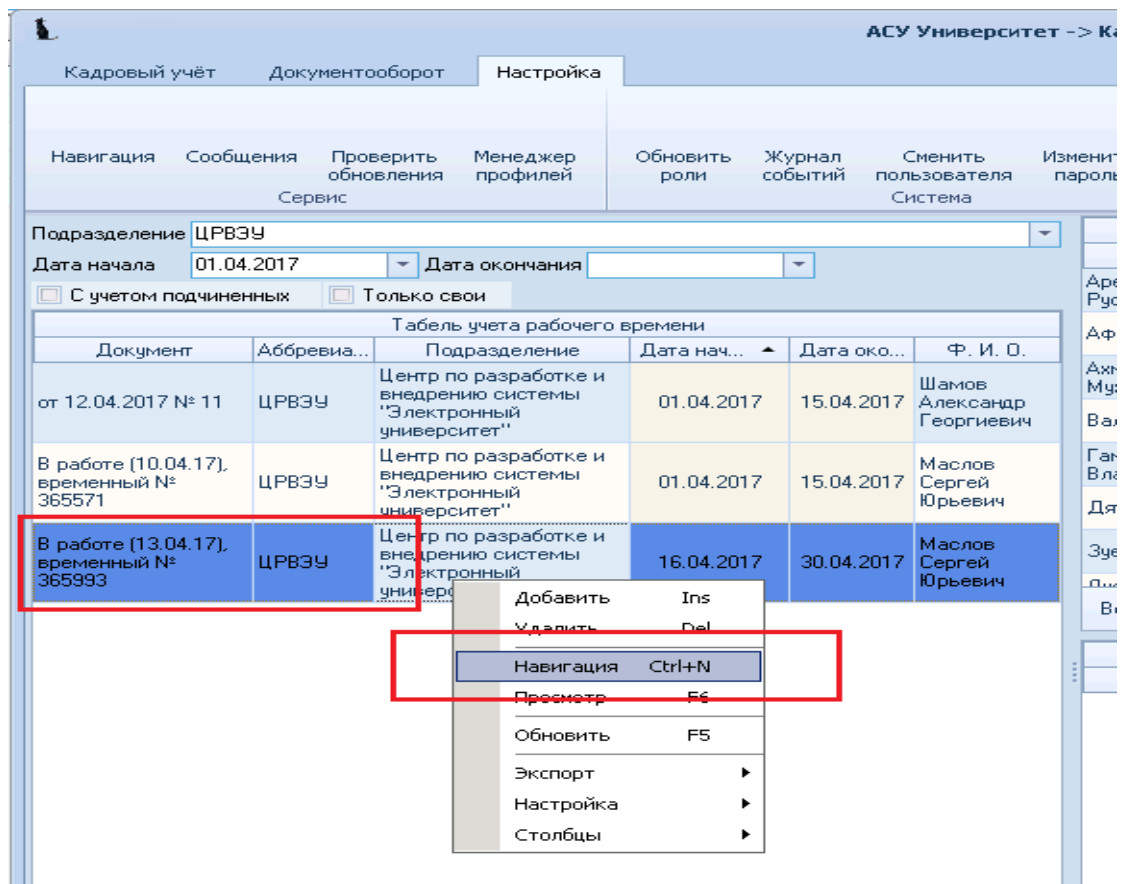 АСУ Университет ->
Кадровый учёт Документооборот Настройка
Навигация Сообщения Проверить обновления Менеджер профилей
Сервис
Обновить роли Журнал событий Сменить пользователя
Система
Подразделение ЦРВЭУ
Дата начала 01.04.2017 Дата окончания
С учетом подчиненных Только свои
Табель учета рабочего времени
Документ Аббревиа... Подразделение Дата нач... Дата око... Ф. И. О.
от 12.04.2017 № 11 ЦРВЭУ
Центр по разработке и
внедрению системы
"Электронный
университет"
01.04.2017 15.04.2017
Шамов
Александр
Георгиевич
В работе (10.04.17),
временный №
365571
ЦРВЭУ
Центр по разработке и
внедрению системы
"Электронный
университет"
01.04.2017 15.04.2017
Маслов
Сергей
Юрьевич
В работе (13.04.17),
временный №
365993
ЦРВЭУ
Центр по разработке и
внедрению системы
"Электронный
16.04.2017 30.04.2017
Маслов
Сергей
Юрьевич
Добавить Ins
Удалить Del
Навигация Ctrl+N
Просмотр F6
Обновить F5
Экспорт
Настройка
Столбцы